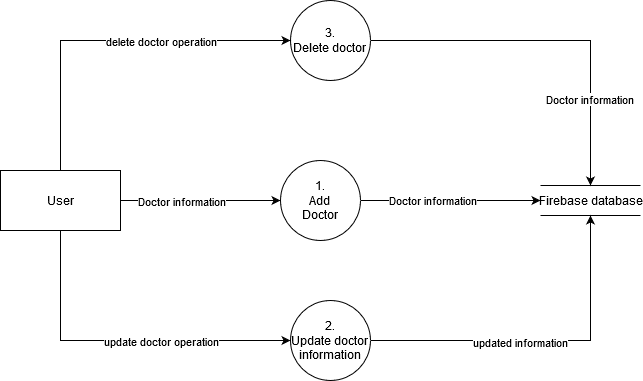 3.
Delete doctor
delete doctor operation
Doctor information
User
Doctor information
1.
Add
Doctor
Doctor information
Firebase database
update doctor operation
2.
Update doctor
information
updated information